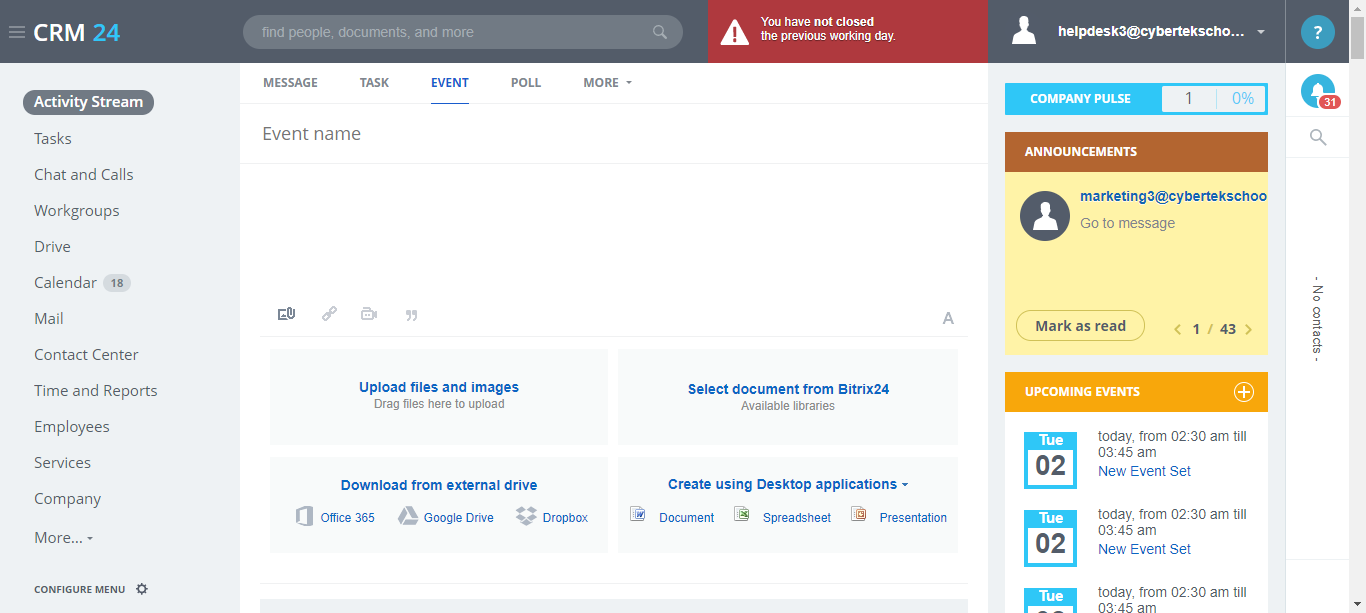 CRM 24
find people, documents, and more
You have not closed
the previous working day.
helpdesk3@cybertekscho...
?
Activity Stream
Tasks
Chat and Calls
Workgroups
Drive
Calendar 18
Mail
Contact Center
Time and Reports
Employees
Services
Company
More...
CONFIGURE MENU
MESSAGE TASK EVENT POLL MORE
Event name
A
Upload files and images
Drag files here to upload
Select document from Bitrix24
Available libraries
Download from external drive
Office 365 Google Drive Dropbox
Create using Desktop applications
Document Spreadsheet Presentation
COMPANY PULSE 1 0%
ANNOUNCEMENTS
marketing3@cybertekschoo
Go to message
Mark as read
1 / 43
UPCOMING EVENTS
Tue
02
today, from 02:30 am till
03:45 am
New Event Set
Tue
02
today, from 02:30 am till
03:45 am
New Event Set
Tue
today, from 02:30 am till
03:45 am
31
- No contacts -